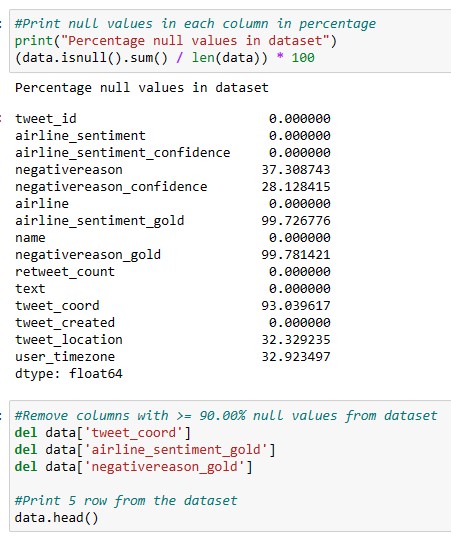 #Print null values in each column in percentage
print("Percentage null values in dataset")
(data.isnull().sum() / len(data)) * 100
Percentage null values in dataset
tweet_id 0.000000
airline_sentiment 0.000000
airline_sentiment_confidence 0.000000
negativereason 37.308743
negativereason_confidence 28.128415
airline 0.000000
airline_sentiment_gold 99.726776
name 0.000000
negativereason_gold 99.781421
retweet_count 0.000000
text 0.000000
tweet_coord 93.039617
tweet_created 0.000000
tweet_location 32.329235
user_timezone 32.923497
dtype: float64
#Remove columns with >= 90.00% null values from dataset
del data['tweet_coord']
del data['airline_sentiment_gold']
del data['negativereason_gold']
#Print 5 row from the dataset
data.head()